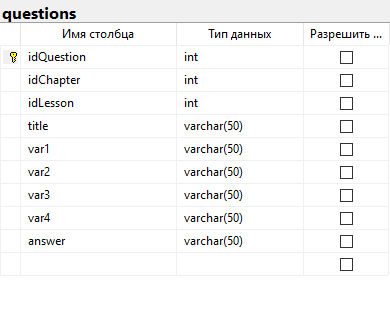 questions
Имя столбца Тип данных Разрешить ...
idQuestion int
idChapter int
idLesson int
title varchar(50)
var1 varchar(50)
var2 varchar(50)
var3 varchar(50)
var4 varchar(50)
answer varchar(50)